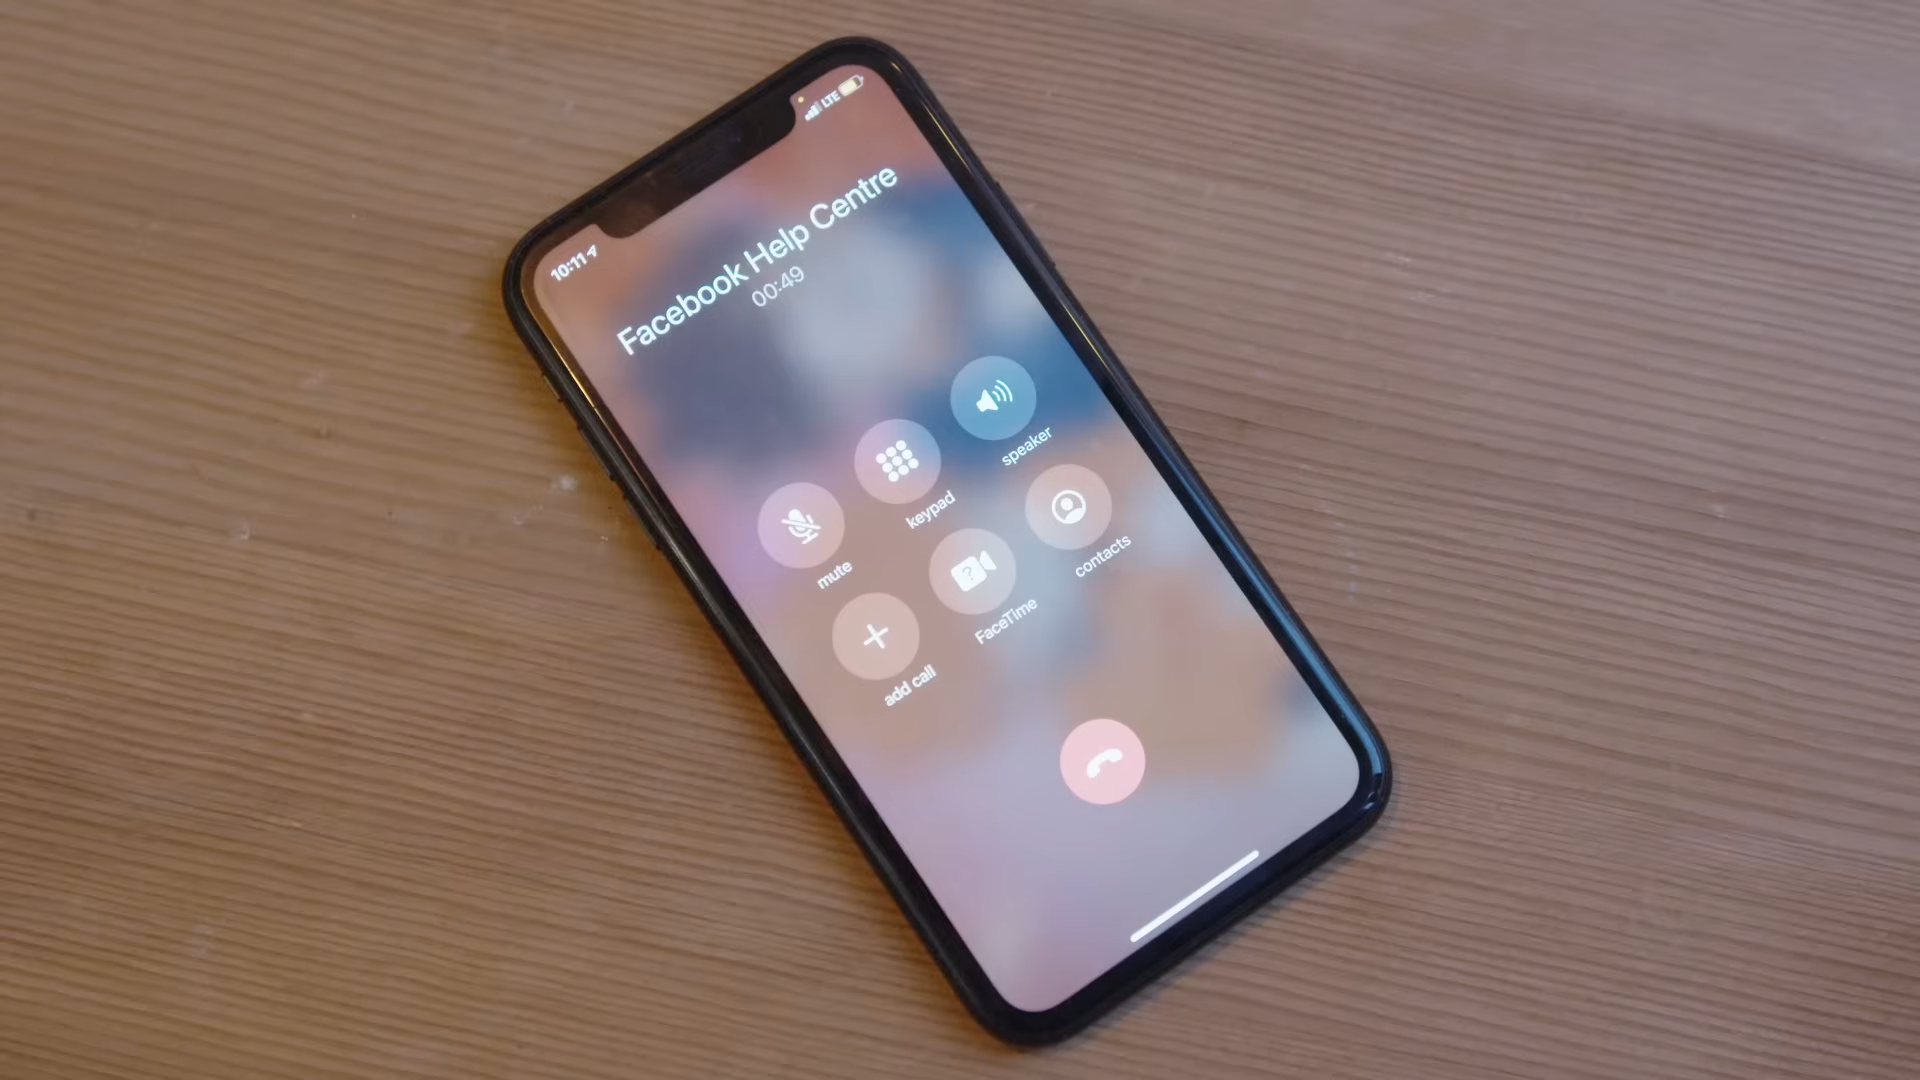 10:11
LTE
Facebook Help Centre
00:49
mute
keypad
speaker
add call
FaceTime
contacts